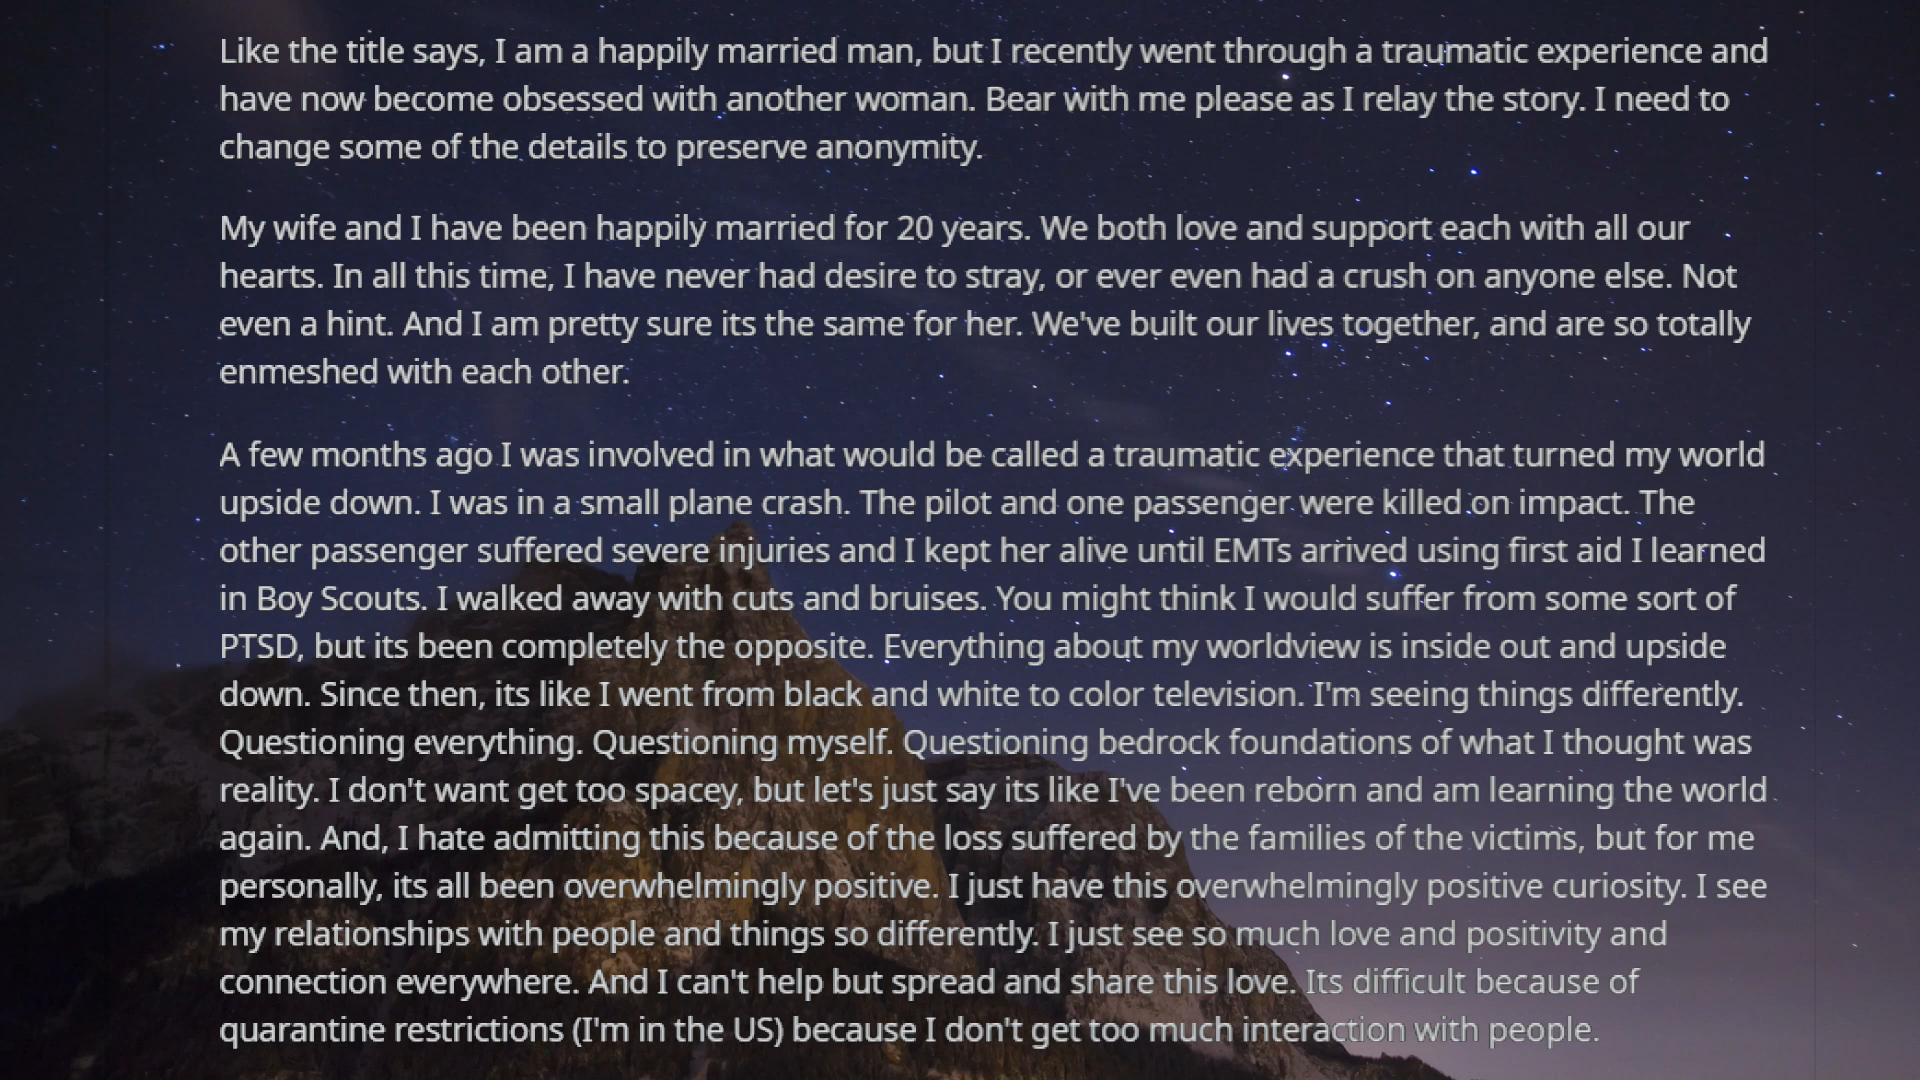 Like the title says, I am a happily married man, but I recently went through a traumatic experience and
have now become obsessed with another woman. Bear with me please as I relay the story. I need to
change some of the details to preserve anonymity.
My wife and I have been happily married for 20 years. We both love and support each with all our
hearts. In all this time, I have never had desire to stray, or ever even had a crush on anyone else. Not
even a hint. And I am pretty sure its the same for her. We've built our lives together, and are so totally
enmeshed with each other.
A few months ago I was involved in what would be called a traumatic experience that turned my world
upside down. I was in a small plane crash. The pilot and one passenger were killed on impact. The
other passenger suffered severe injuries and I kept her alive until EMTs arrived using first aid I learned
in Boy Scouts. I walked away with cuts and bruises. You might think I would suffer from some sort of
PTSD, but its been completely the opposite. Everything about my worldview is inside out and upside
down. Since then, its like I went from black and white to color television. I'm seeing things differently.
Questioning everything. Questioning myself. Questioning bedrock foundations of what I thought was
reality. I don't want get too spacey, but let's just say its like I've been reborn and am learning the world
again. And, I hate admitting this because of the loss suffered by the families of the victims, but for me
personally, its all been overwhelmingly positive. I just have this overwhelmingly positive curiosity. I see
my relationships with people and things so differently. I just see so much love and positivity and
connection everywhere. And I can't help but spread and share this love. Its difficult because of
quarantine restrictions (I'm in the US) because I don't get too much interaction with people.